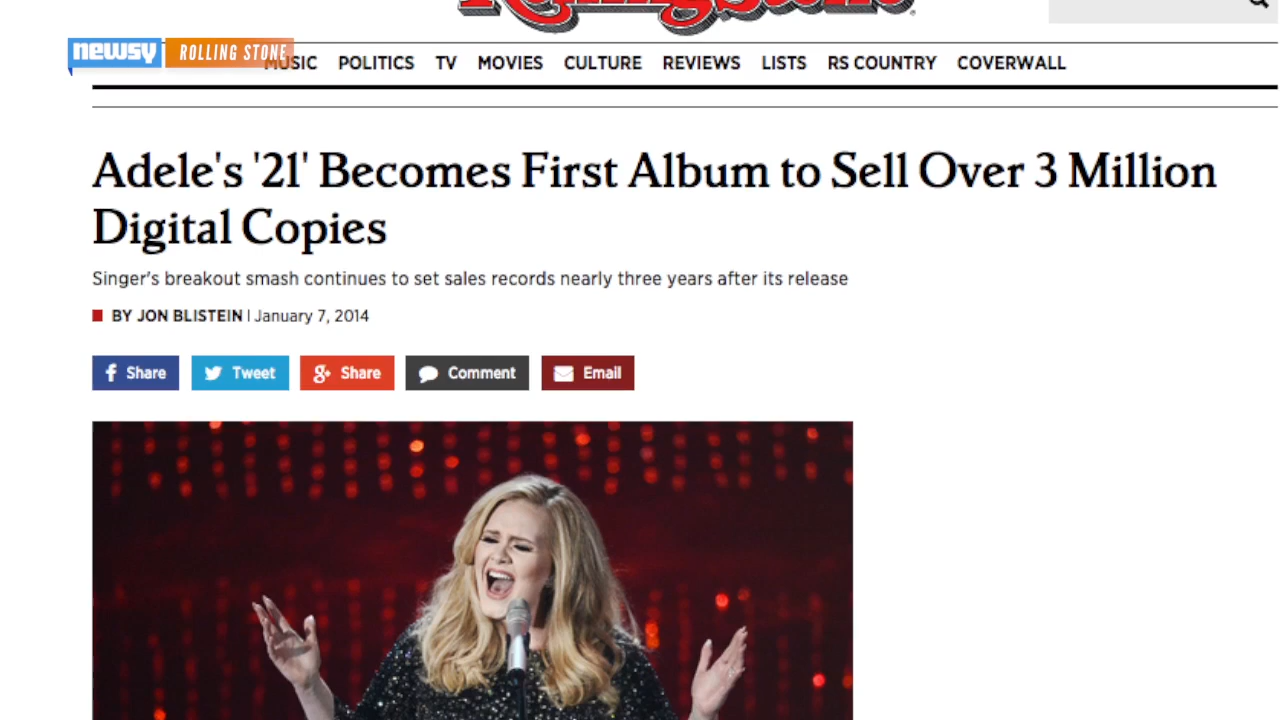 RollingStone
newsy ROLLING STONE
MUSIC POLITICS TV MOVIES CULTURE REVIEWS LISTS RS COUNTRY COVERWALL
Adele's '21' Becomes First Album to Sell Over 3 Million
Digital Copies
Singer's breakout smash continues to set sales records nearly three years after its release
BY JON BLISTEIN | January 7, 2014
f Share Tweet g+ Share Comment Email